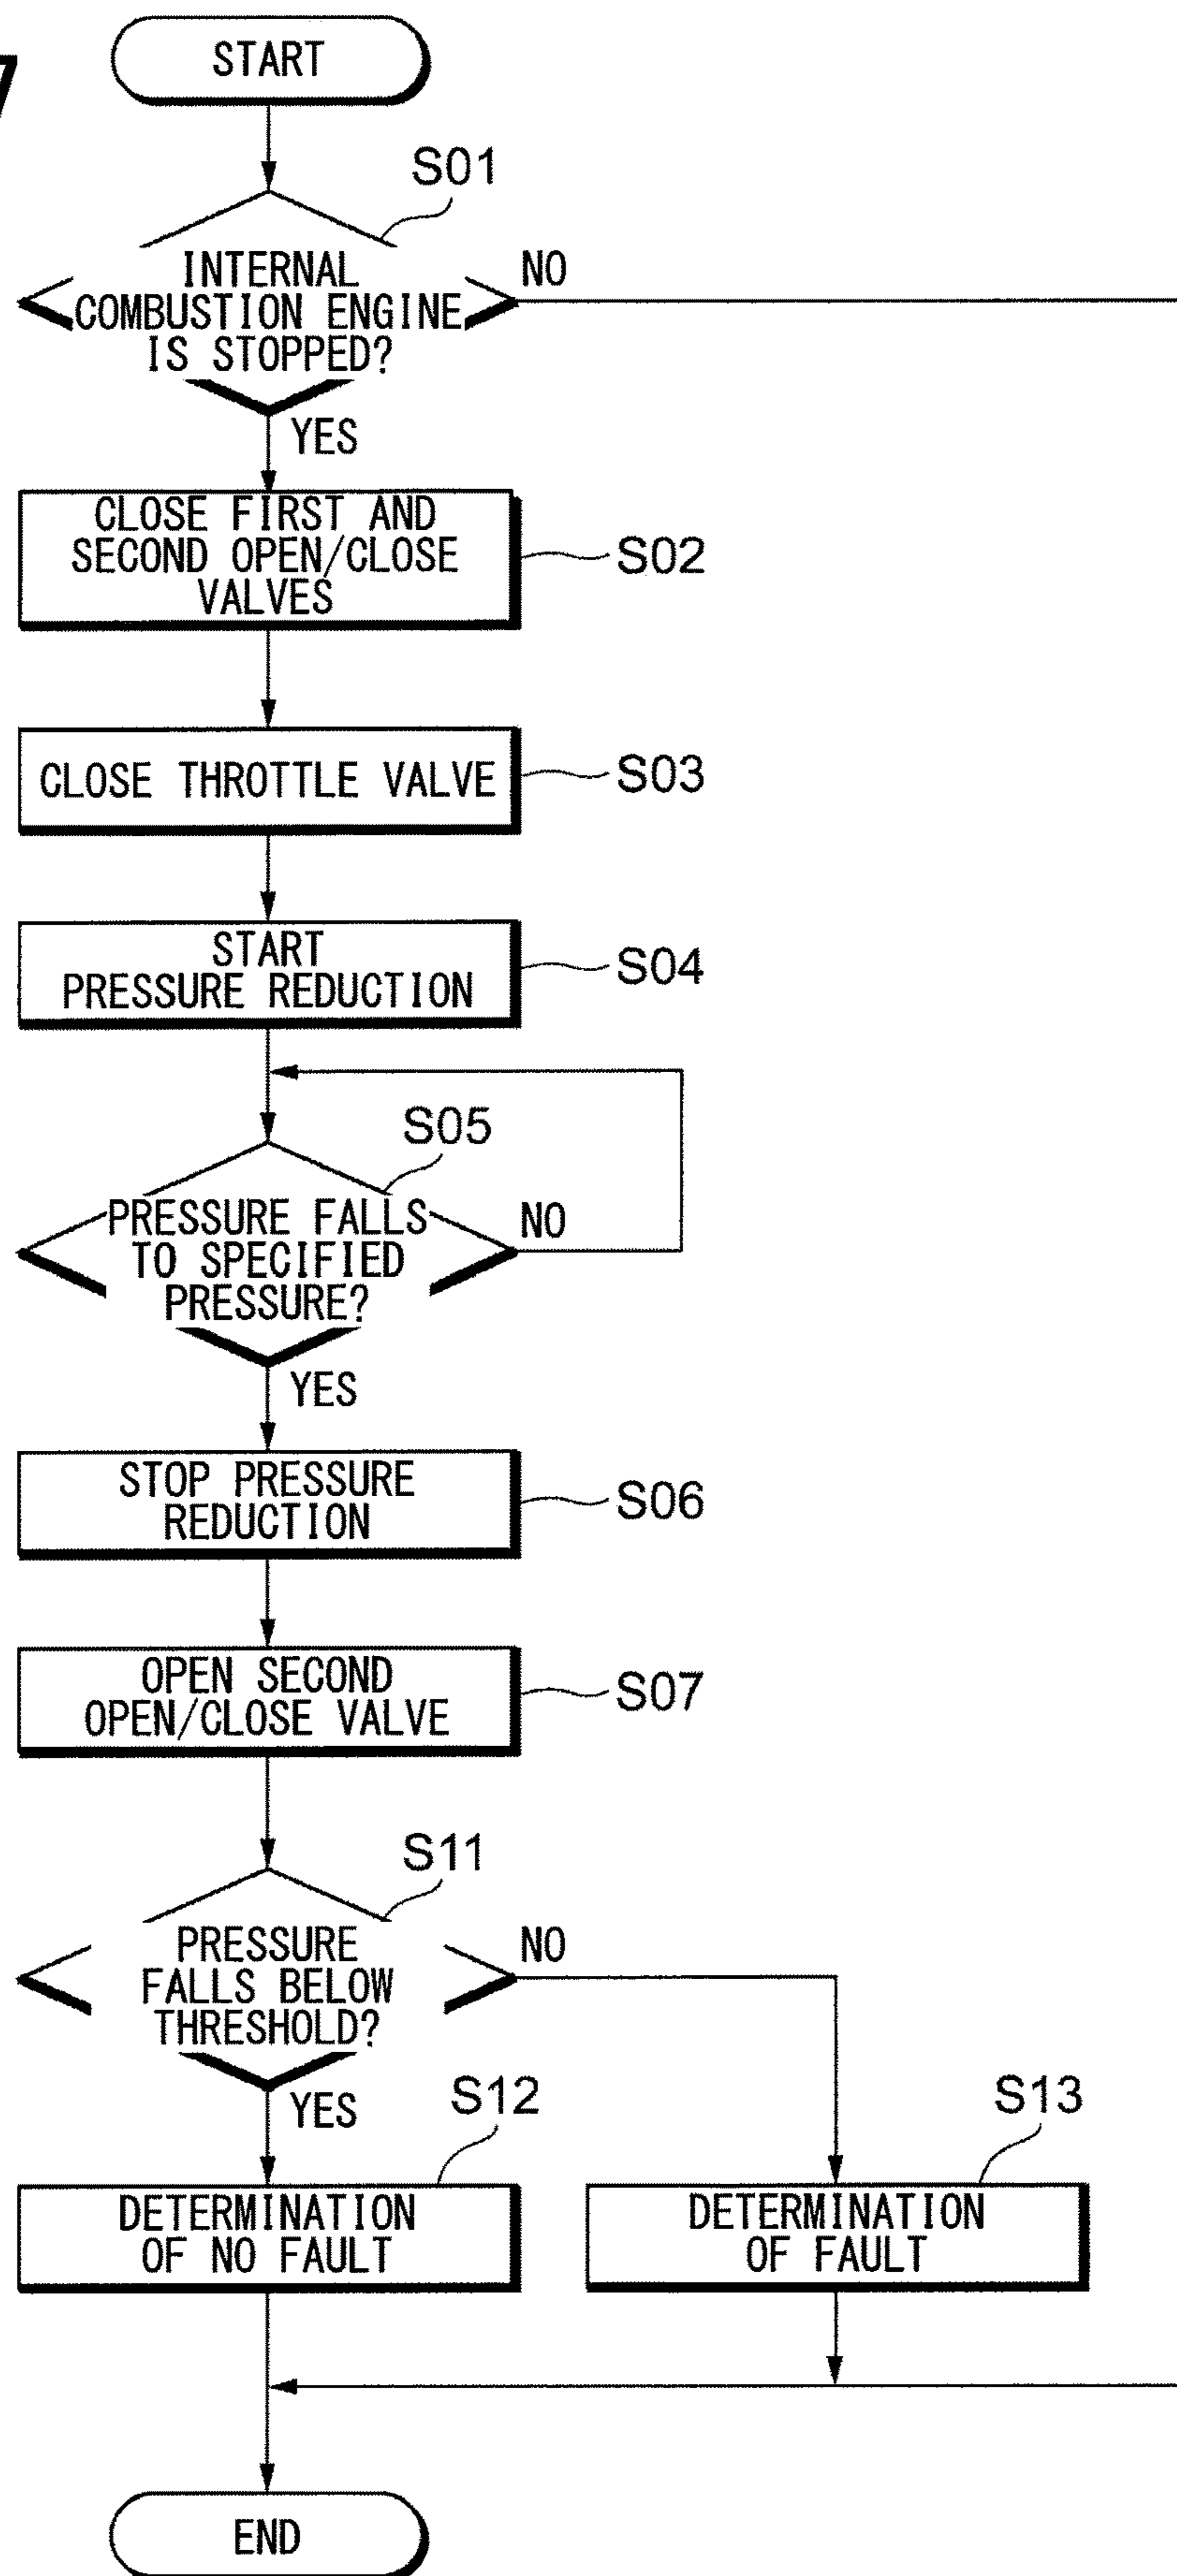 7
START
S01
INTERNAL
COMBUSTION ENGINE
IS STOPPED?
NO
YES
CLOSE FIRST AND
SECOND OPEN/CLOSE
VALVES
S02
CLOSE THROTTLE VALVE
S03
START
PRESSURE REDUCTION
S04
S05
PRESSURE FALLS
TO SPECIFIED
PRESSURE?
NO
YES
STOP PRESSURE
REDUCTION
S06
OPEN SECOND
OPEN/CLOSE VALVE
S07
S11
PRESSURE
FALLS BELOW
THRESHOLD?
NO
YES
S12
S13
DETERMINATION
OF NO FAULT
DETERMINATION
OF FAULT
END